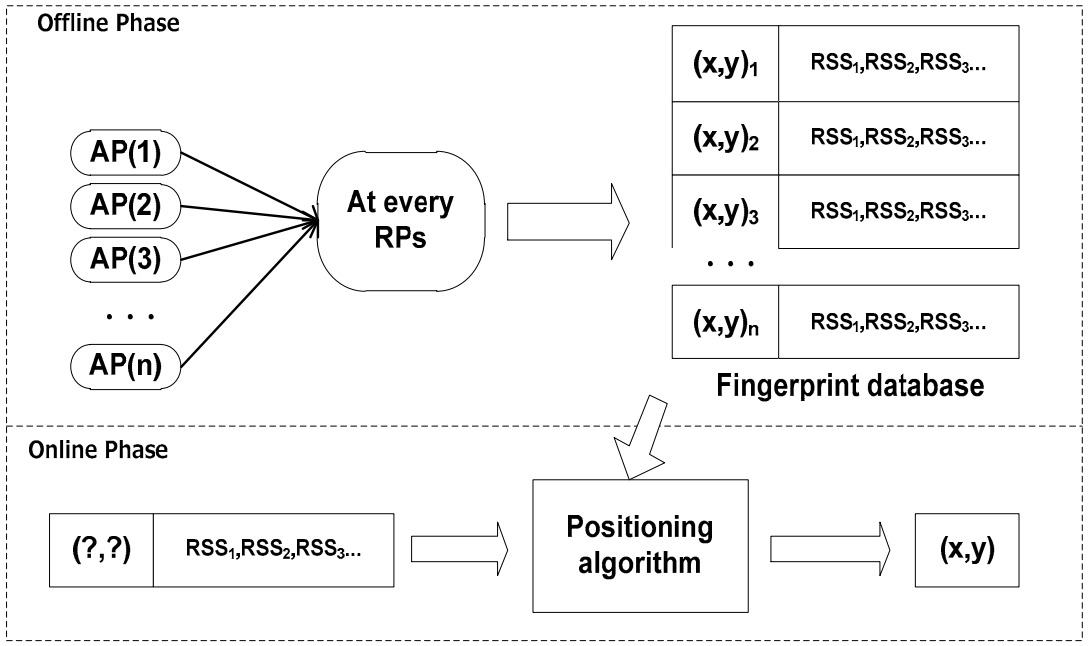 Offline Phase
AP(1)
AP(2)
AP(3)
. . .
AP(n)
At every
RPs
(x,y)₁ RSS₁,RSS₂,RSS₃...
(x,y)₂ RSS₁,RSS₂,RSS₃...
(x,y)₃ RSS₁,RSS₂,RSS₃...
. . .
(x,y)ₙ RSS₁,RSS₂,RSS₃...
Fingerprint database
Online Phase
(?,?) RSS₁,RSS₂,RSS₃...
Positioning
algorithm
(x,y)